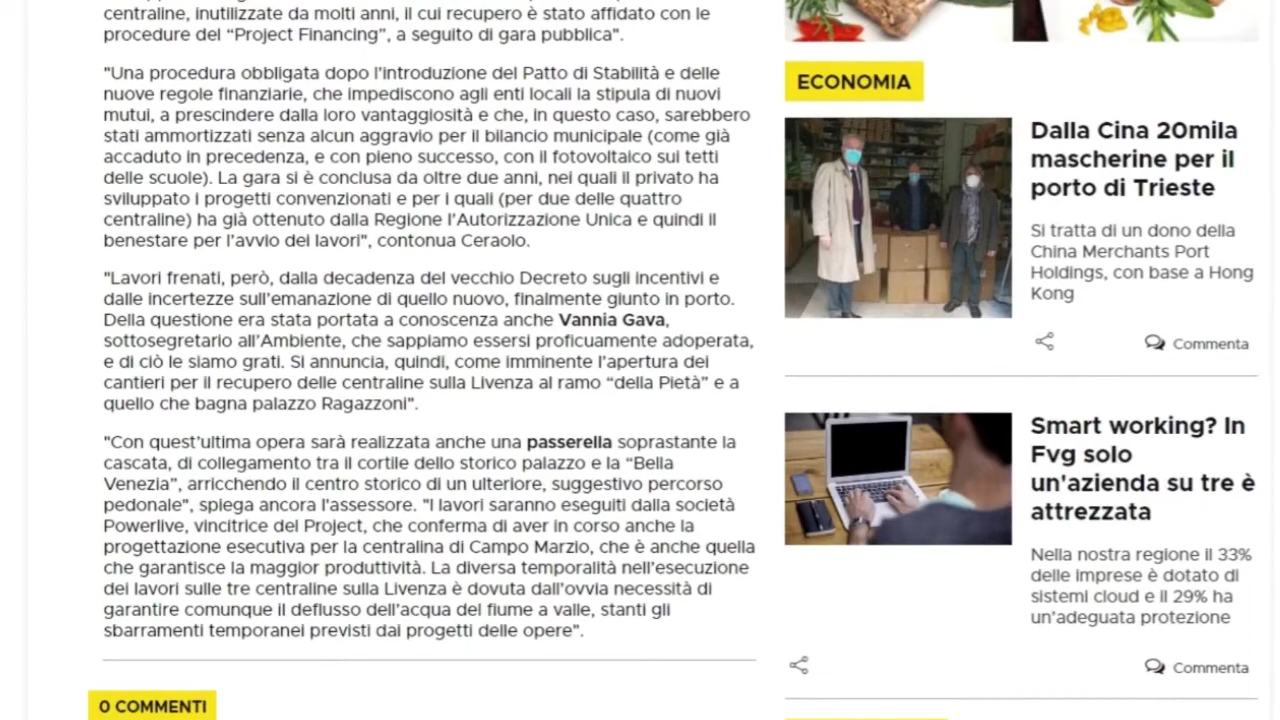 centraline, inutilizzate da molti anni, il cui recupero è stato affidato con le
procedure del “Project Financing”, a seguito di gara pubblica".
"Una procedura obbligata dopo l’introduzione del Patto di Stabilità e delle
nuove regole finanziarie, che impediscono agli enti locali la stipula di nuovi
mutui, a prescindere dalla loro vantaggiosità e che, in questo caso, sarebbero
stati ammortizzati senza alcun aggravio per il bilancio municipale (come già
accaduto in precedenza, e con pieno successo, con il fotovoltaico sui tetti
delle scuole). La gara si è conclusa da oltre due anni, nei quali il privato ha
sviluppato i progetti convenzionati e per i quali (per due delle quattro
centraline) ha già ottenuto dalla Regione l’Autorizzazione Unica e quindi il
benestare per l’avvio dei lavori", contonua Ceraolo.
"Lavori frenati, però, dalla decadenza del vecchio Decreto sugli incentivi e
dalle incertezze sull’emanazione di quello nuovo, finalmente giunto in porto.
Della questione era stata portata a conoscenza anche Vannia Gava,
sottosegretario all’Ambiente, che sappiamo essersi proficuamente adoperata,
e di ciò le siamo grati. Si annuncia, quindi, come imminente l’apertura dei
cantieri per il recupero delle centraline sulla Livenza al ramo “della Pietà” e a
quello che bagna palazzo Ragazzoni".
"Con quest’ultima opera sarà realizzata anche una passerella soprastante la
cascata, di collegamento tra il cortile dello storico palazzo e la “Bella
Venezia”, arricchendo il centro storico di un ulteriore, suggestivo percorso
pedonale", spiega ancora l’assessore. "I lavori saranno eseguiti dalla società
Powerlive, vincitrice del Project, che conferma di aver in corso anche la
progettazione esecutiva per la centralina di Campo Marzio, che è anche quella
che garantisce la maggior produttività. La diversa temporalità nell’esecuzione
dei lavori sulle tre centraline sulla Livenza è dovuta dall’ovvia necessità di
garantire comunque il deflusso dell’acqua del fiume a valle, stanti gli
sbarramenti temporanei previsti dai progetti delle opere".
0 COMMENTI
ECONOMIA
Dalla Cina 20mila
mascherine per il
porto di Trieste
Si tratta di un dono della
China Merchants Port
Holdings, con base a Hong
Kong
Commenta
Smart working? In
Fvg solo
un'azienda su tre è
attrezzata
Nella nostra regione il 33%
delle imprese è dotato di
sistemi cloud e il 29% ha
un’adeguata protezione
Commenta